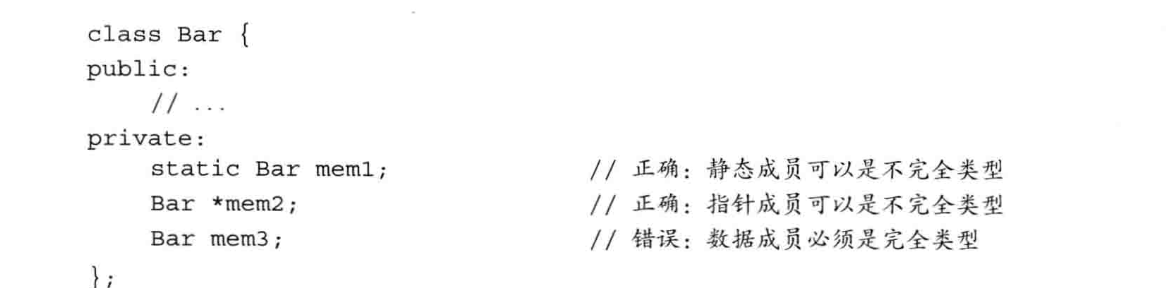 class Bar {
public:
// ...
private:
static Bar mem1; // 正确：静态成员可以是不完全类型
Bar *mem2; // 正确：指针成员可以是不完全类型
Bar mem3; // 错误：数据成员必须是完全类型
};